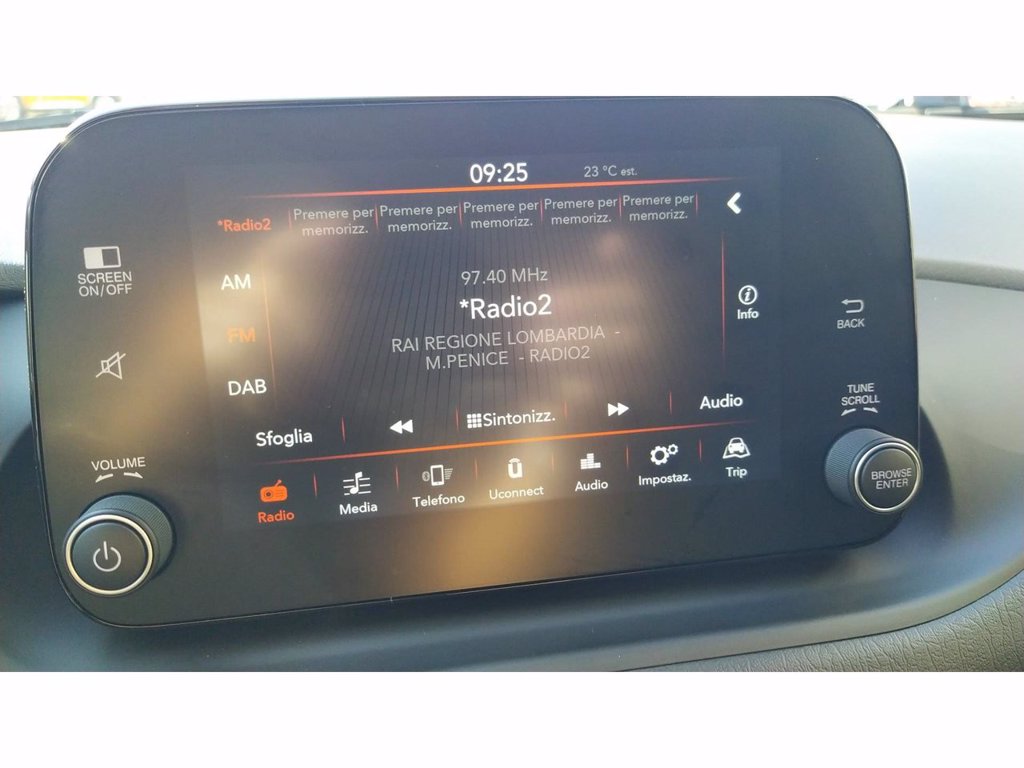 09:25
23 °C est.
*Radio2
Premere per memorizz.
Premere per memorizz.
Premere per memorizz.
Premere per memorizz.
Premere per memorizz.
SCREEN
ON/OFF
AM
FM
DAB
97.40 MHz
*Radio2
RAI REGIONE LOMBARDIA -
M.PENICE - RADIO2
Info
BACK
TUNE
SCROLL
Sfoglia
Sintonizz.
Audio
VOLUME
Radio
Media
Telefono
Uconnect
Audio
Impostaz.
Trip
BROWSE
ENTER